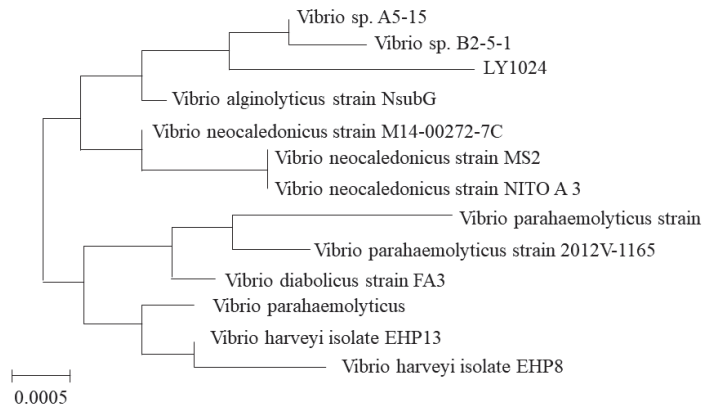 Vibrio sp. A5-15
Vibrio sp. B2-5-1
LY1024
Vibrio alginolyticus strain NsubG
Vibrio neocaledonicus strain M14-00272-7C
Vibrio neocaledonicus strain MS2
Vibrio neocaledonicus strain NITO A 3
Vibrio parahaemolyticus strain
Vibrio parahaemolyticus strain 2012V-1165
Vibrio diabolicus strain FA3
Vibrio parahaemolyticus
Vibrio harveyi isolate EHP13
Vibrio harveyi isolate EHP8
0.0005